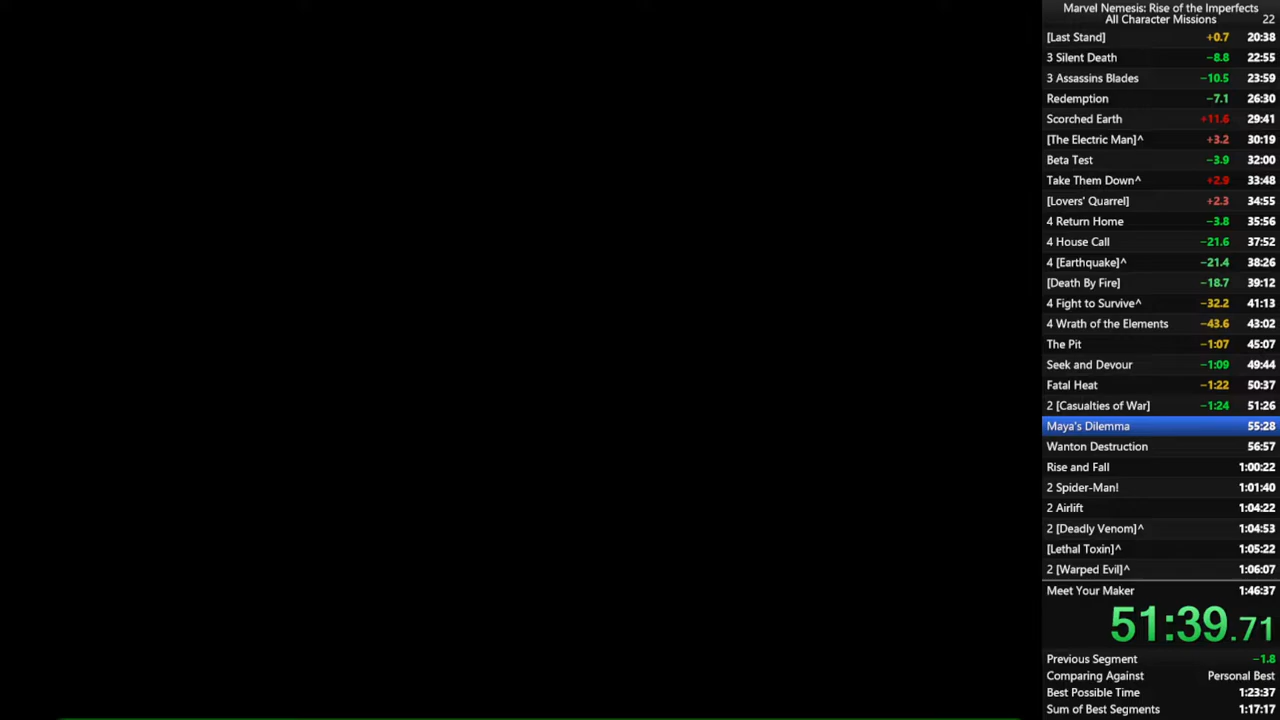 Marvel Nemesis: Rise of the Imperfects
All Character Missions 22
[Last Stand] +0.7 20:38
3 Silent Death −8.8 22:55
3 Assassins Blades −10.5 23:59
Redemption −7.1 26:30
Scorched Earth +11.6 29:41
[The Electric Man]^ +3.2 30:19
Beta Test −3.9 32:00
Take Them Down^ +2.9 33:48
[Lovers' Quarrel] +2.3 34:55
4 Return Home −3.8 35:56
4 House Call −21.6 37:52
4 [Earthquake]^ −21.4 38:26
[Death By Fire] −18.7 39:12
4 Fight to Survive^ −32.2 41:13
4 Wrath of the Elements −43.6 43:02
The Pit −1:07 45:07
Seek and Devour −1:09 49:44
Fatal Heat −1:22 50:37
2 [Casualties of War] −1:24 51:26
Maya's Dilemma 55:28
Wanton Destruction 56:57
Rise and Fall 1:00:22
2 Spider-Man! 1:01:40
2 Airlift 1:04:22
2 [Deadly Venom]^ 1:04:53
[Lethal Toxin]^ 1:05:22
2 [Warped Evil]^ 1:06:07
Meet Your Maker 1:46:37
51:39.71
Previous Segment −1.8
Comparing Against Personal Best
Best Possible Time 1:23:37
Sum of Best Segments 1:17:17